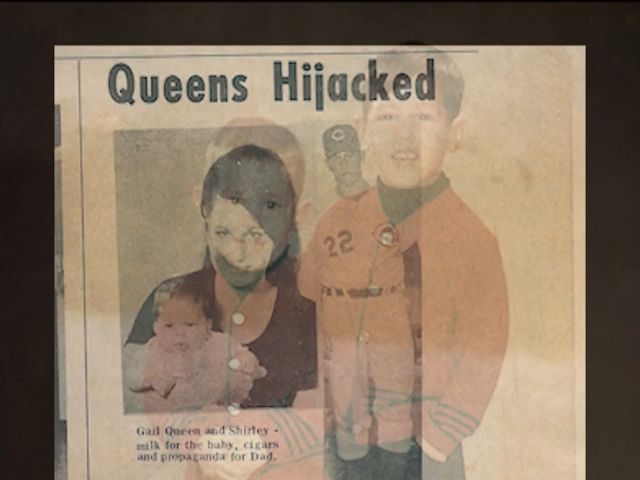 Queens Hijacked
22
Gail Queen and Shirley -
milk for the baby, cigars
and propaganda for Dad.